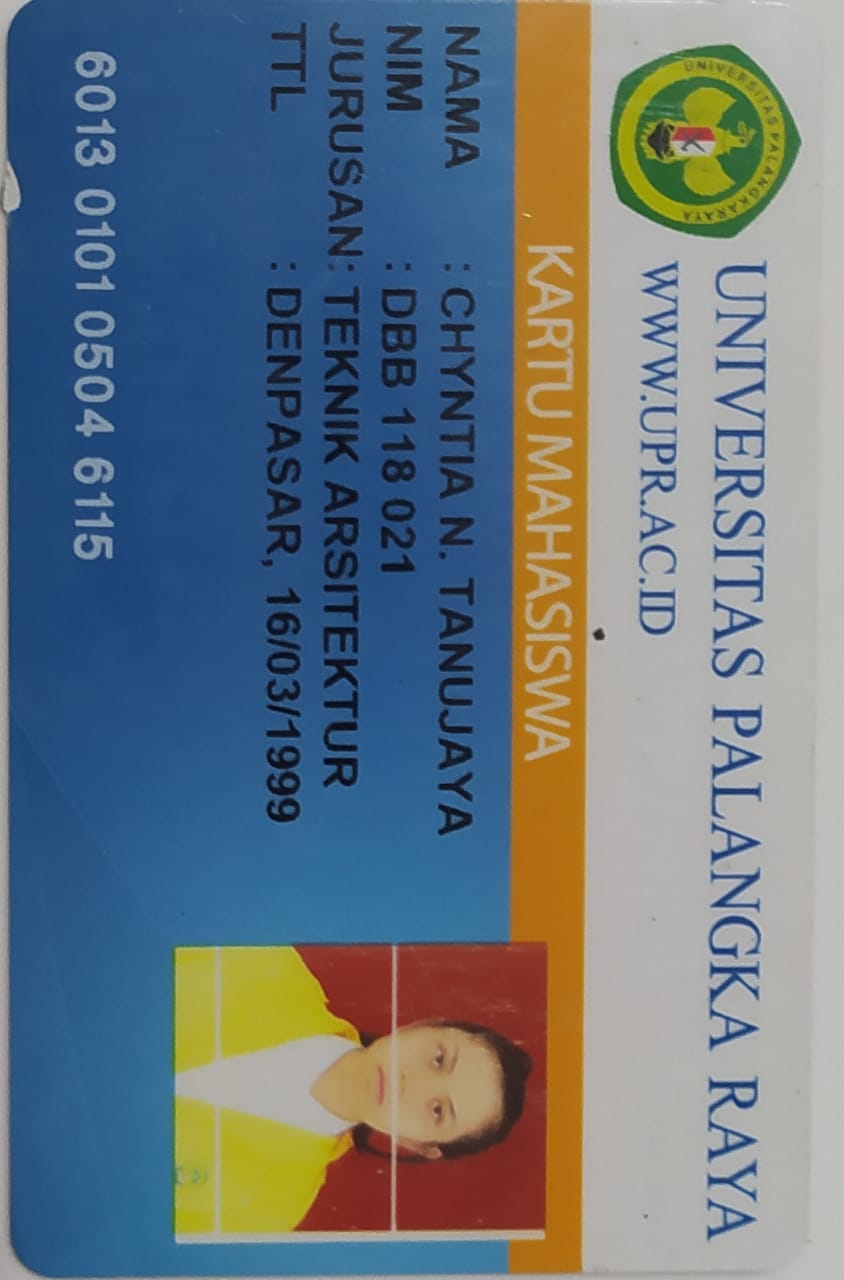 UNIVERSITAS PALANGKARAYA
UNIVERSITAS PALANGKA RAYA
WWW.UPR.AC.ID
KARTU MAHASISWA
NAMA : CHYNTIA N. TANUJAYA
NIM : DBB 118 021
JURUSAN: TEKNIK ARSITEKTUR
TTL : DENPASAR, 16/03/1999
6013 0101 0504 6115